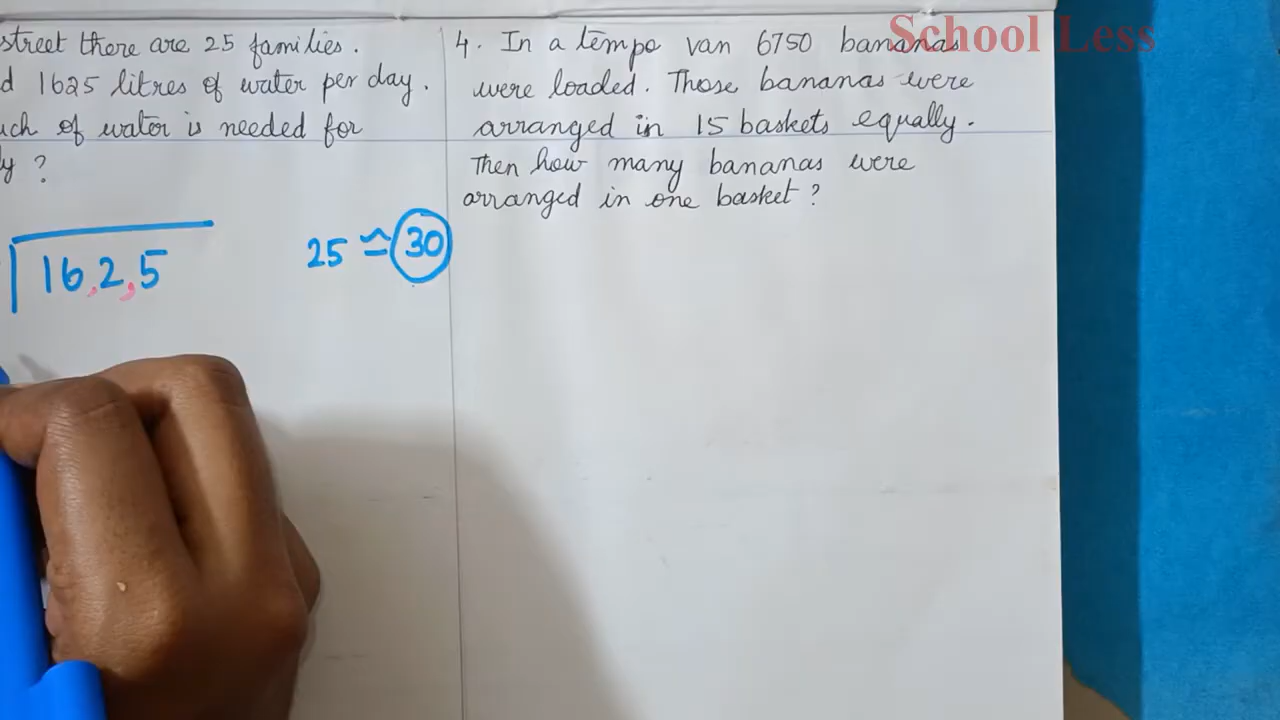 street there are 25 families.
d 1625 litres of water per day.
uch of water is needed for
y ?
16,2,5
25 ≃ 30
School Less
4. In a tempo van 6750 bananas
were loaded. Those bananas were
arranged in 15 baskets equally.
Then how many bananas were
arranged in one basket ?